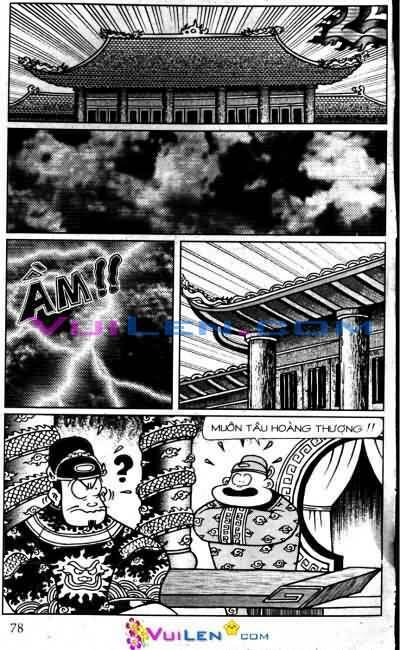 ẦM!!
VUILEN.COM
MUÔN TÂU HOÀNG THƯỢNG !!
?
78
VUILEN.COM